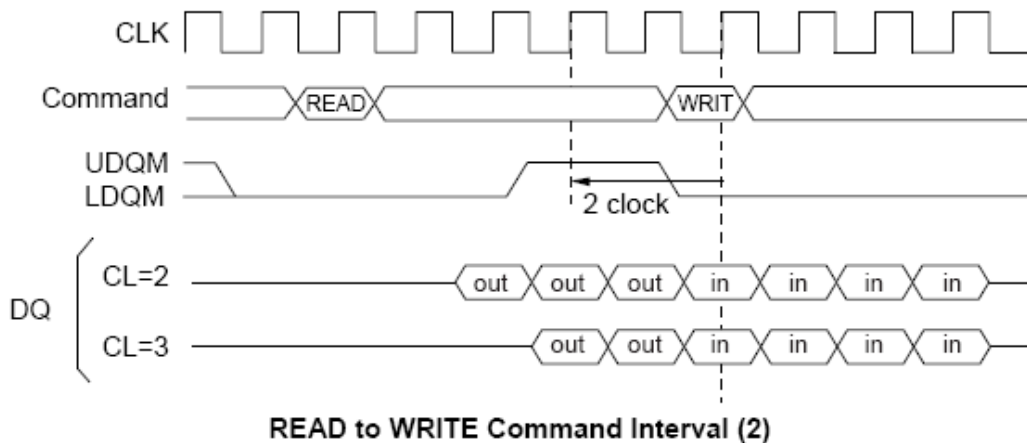 CLK
Command READ WRIT
UDQM
LDQM
2 clock
DQ
CL=2 out out out in in in in
CL=3 out out in in in in
READ to WRITE Command Interval (2)